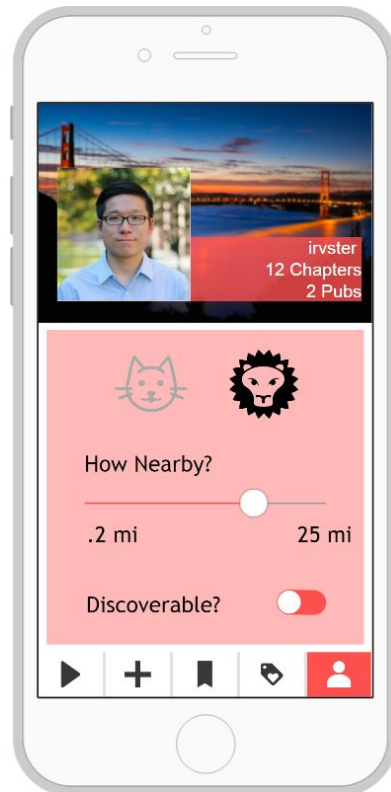 irvster
12 Chapters
2 Pubs
How Nearby?
.2 mi 25 mi
Discoverable?